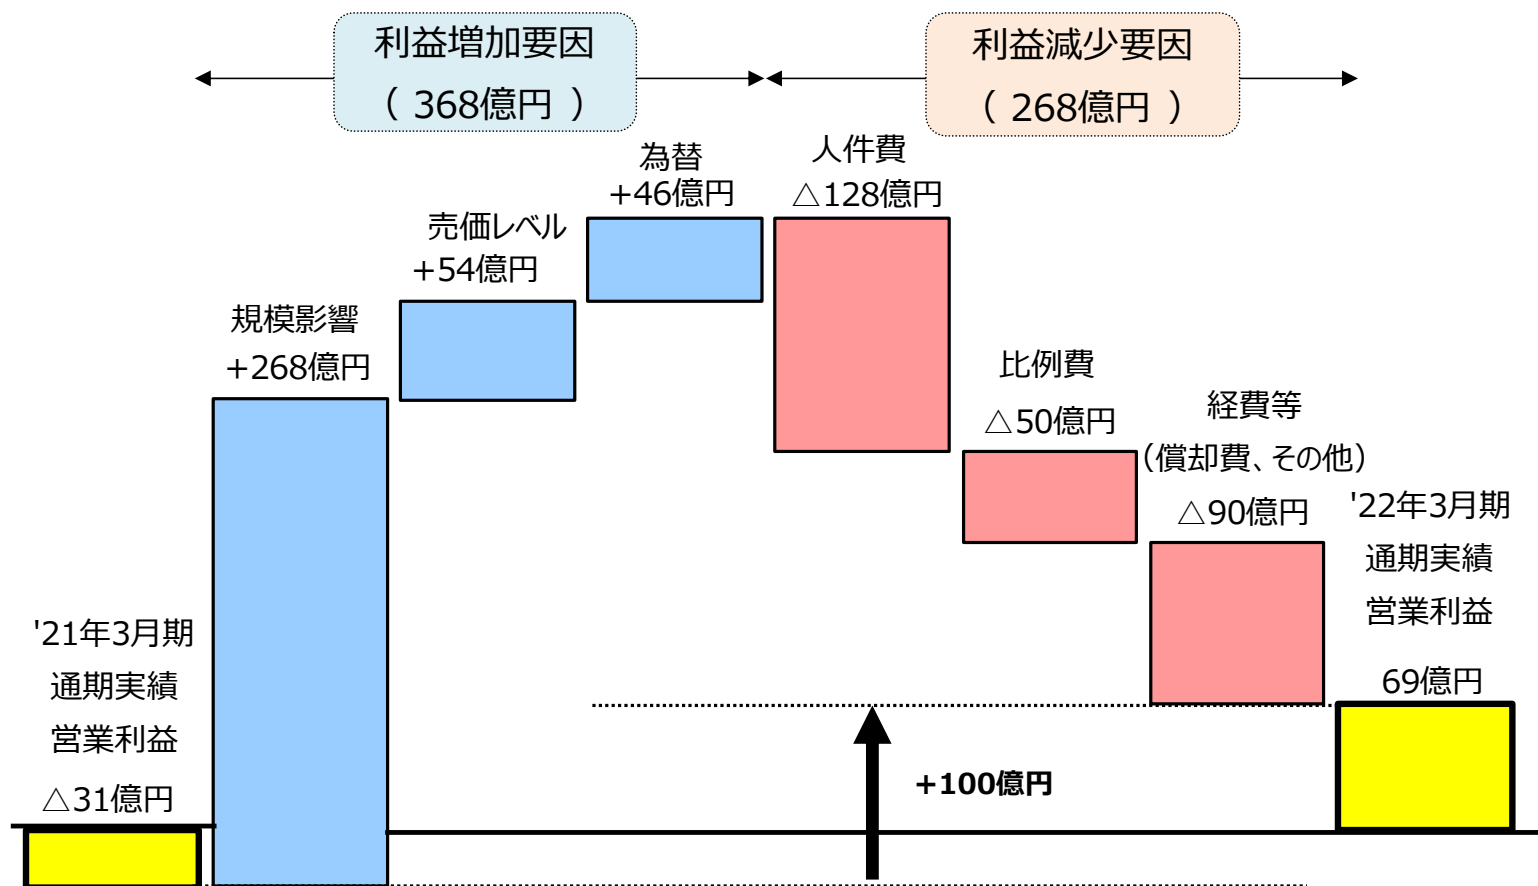 利益増加要因
（ 368億円 ）
利益減少要因
（ 268億円 ）
為替
+46億円
人件費
△128億円
売価レベル
+54億円
規模影響
+268億円
比例費
△50億円
経費等
（償却費、その他）
△90億円
'22年3月期
通期実績
営業利益
69億円
'21年3月期
通期実績
営業利益
△31億円
+100億円